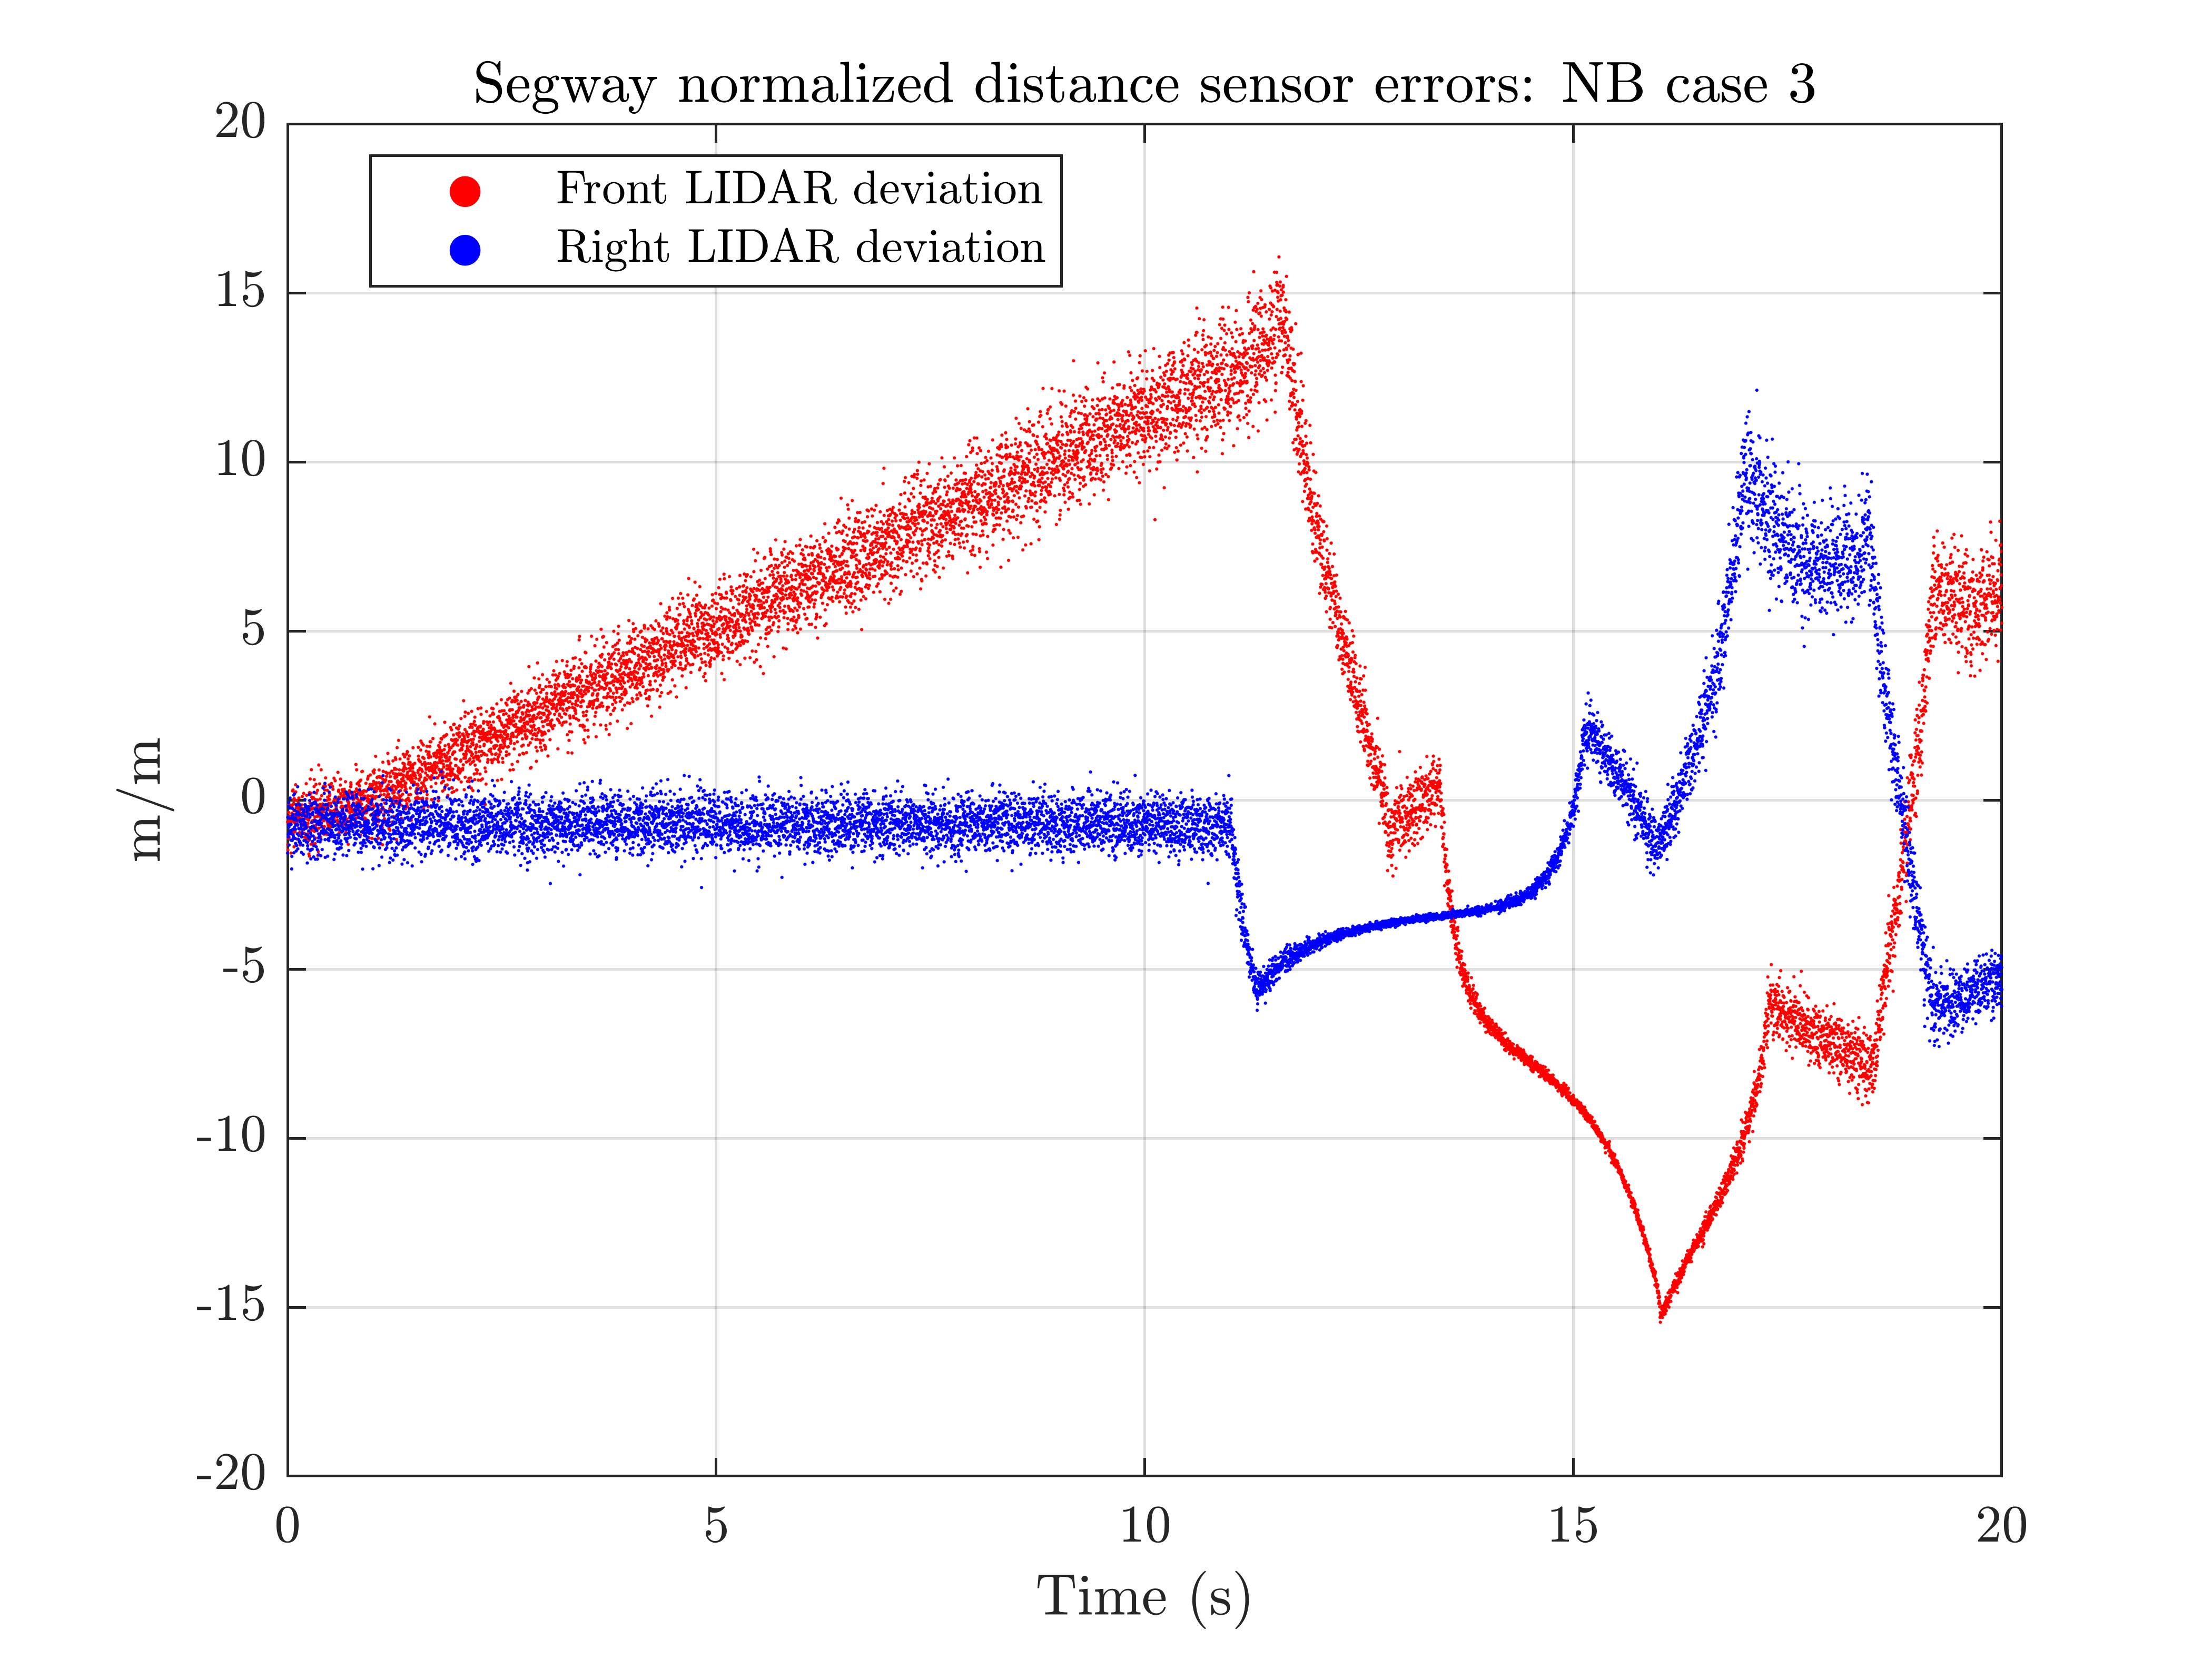 Segway normalized distance sensor errors: NB case 3
Front LIDAR deviation
Right LIDAR deviation
20
15
10
5
0
-5
-10
-15
-20
m/m
0 5 10 15 20
Time (s)